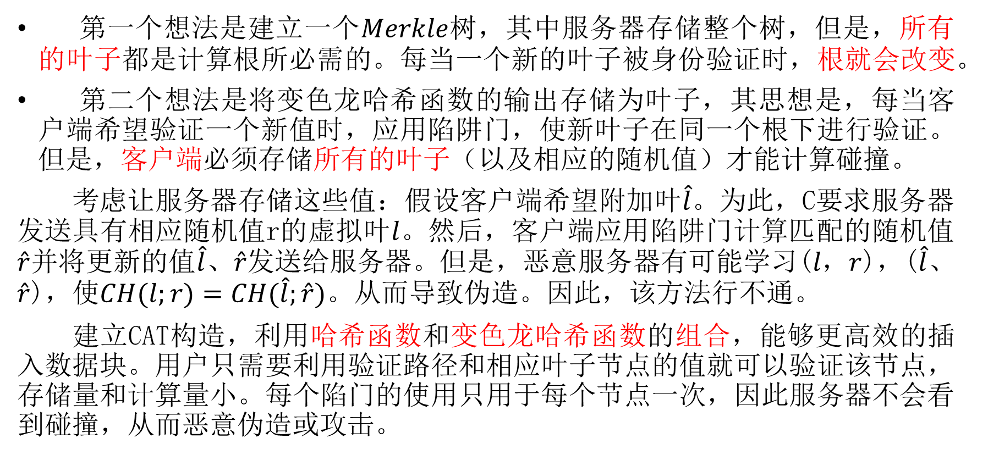 • 第一个想法是建立一个Merkle树，其中服务器存储整个树，但是，所有
的叶子都是计算根所必需的。每当一个新的叶子被身份验证时，根就会改变。
• 第二个想法是将变色龙哈希函数的输出存储为叶子，其思想是，每当客
户端希望验证一个新值时，应用陷阱门，使新叶子在同一个根下进行验证。
但是，客户端必须存储所有的叶子（以及相应的随机值）才能计算碰撞。
考虑让服务器存储这些值：假设客户端希望附加叶l̂。为此，C要求服务器
发送具有相应随机值r的虚拟叶l。然后，客户端应用陷阱门计算匹配的随机值
r̂并将更新的值l̂、r̂发送给服务器。但是，恶意服务器有可能学习(l，r)，(l̂、
r̂)，使CH(l;r) = CH(l̂;r̂)。从而导致伪造。因此，该方法行不通。
建立CAT构造，利用哈希函数和变色龙哈希函数的组合，能够更高效的插
入数据块。用户只需要利用验证路径和相应叶子节点的值就可以验证该节点，
存储量和计算量小。每个陷门的使用只用于每个节点一次，因此服务器不会看
到碰撞，从而恶意伪造或攻击。